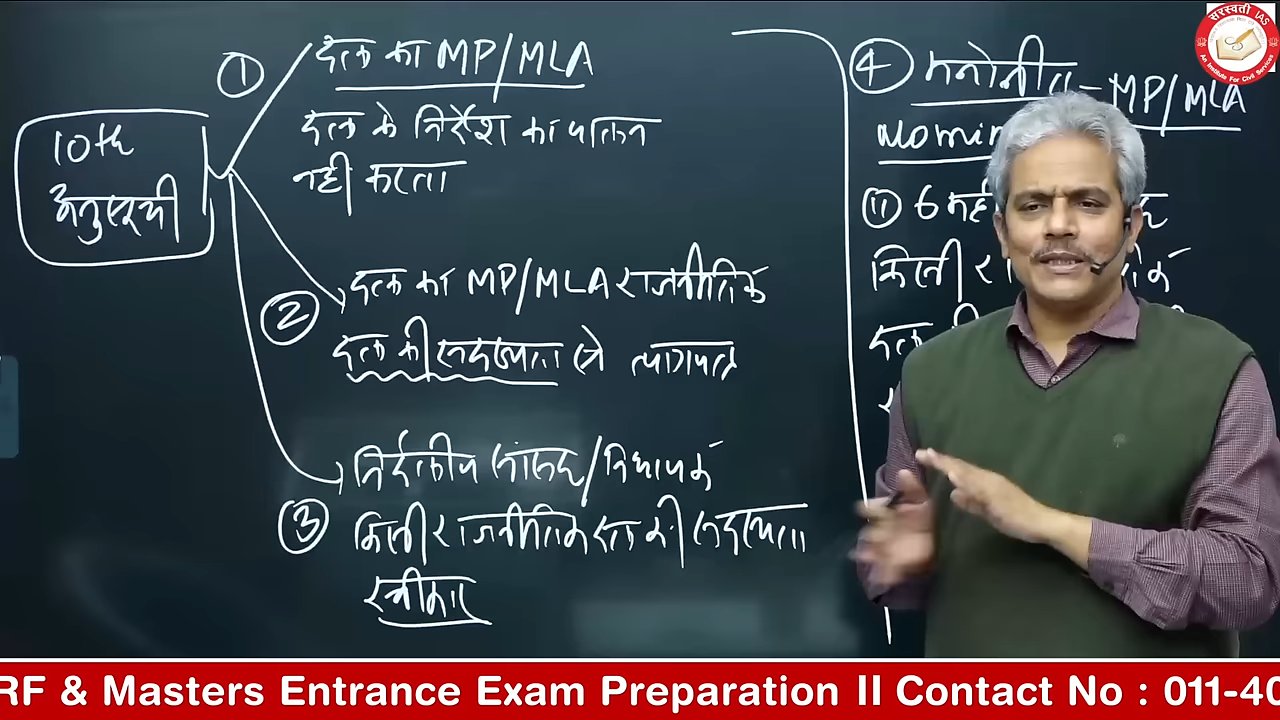 10th
अनुसूची
①
दल का MP/MLA
दल के निर्देश का पालन
नहीं करता
②
दल का MP/MLA राजनीतिक
दल की सदस्यता से त्यागपत्र
③
निर्दलीय सांसद/विधायक
किसी राजनीतिक दल की सदस्यता
स्वीकार
④ मनोनीत - MP/MLA
⑪ 6
किसी
दल
सरस्वती IAS
An Institute For Civil Services
RF & Masters Entrance Exam Preparation II Contact No : 011-40